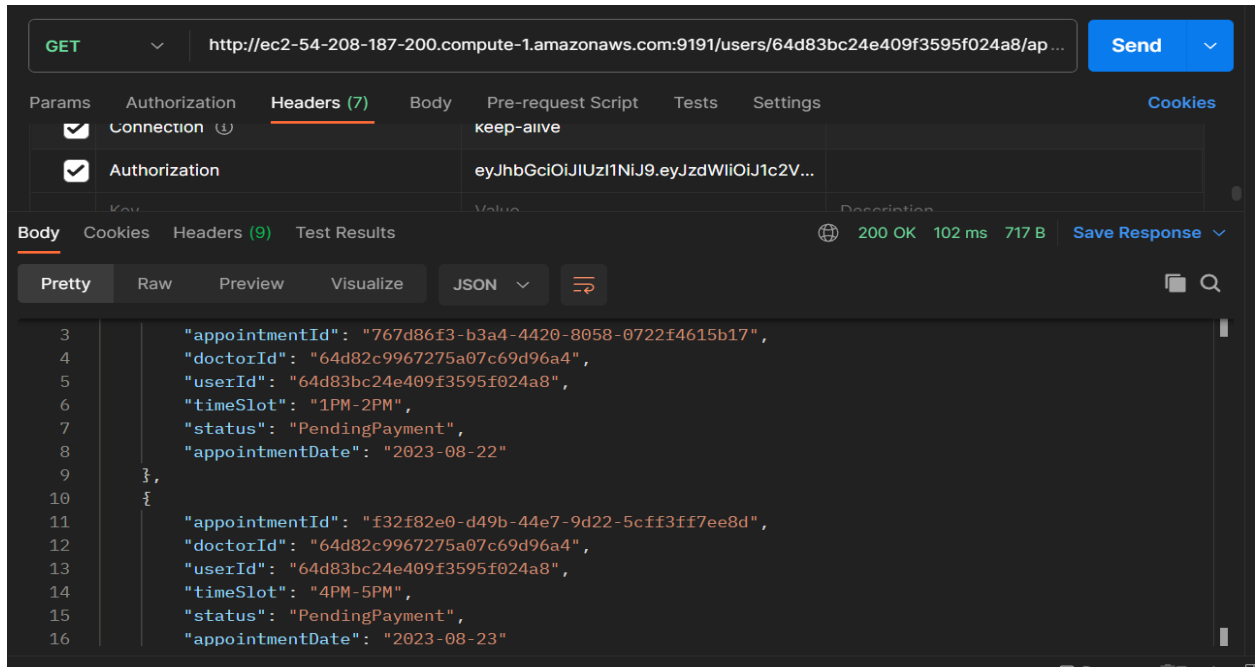 GET http://ec2-54-208-187-200.compute-1.amazonaws.com:9191/users/64d83bc24e409f3595f024a8/ap ... Send
Params Authorization Headers (7) Body Pre-request Script Tests Settings Cookies
Connection keep-alive
Authorization eyJhbGciOiJIUzI1NiJ9.eyJzdWIiOiJ1c2V...
Key Value Description
Body Cookies Headers (9) Test Results 200 OK 102 ms 717 B Save Response
Pretty Raw Preview Visualize JSON
3 "appointmentId": "767d86f3-b3a4-4420-8058-0722f4615b17",
4 "doctorId": "64d82c9967275a07c69d96a4",
5 "userId": "64d83bc24e409f3595f024a8",
6 "timeSlot": "1PM-2PM",
7 "status": "PendingPayment",
8 "appointmentDate": "2023-08-22"
9 },
10 {
11 "appointmentId": "f32f82e0-d49b-44e7-9d22-5cff3ff7ee8d",
12 "doctorId": "64d82c9967275a07c69d96a4",
13 "userId": "64d83bc24e409f3595f024a8",
14 "timeSlot": "4PM-5PM",
15 "status": "PendingPayment",
16 "appointmentDate": "2023-08-23"